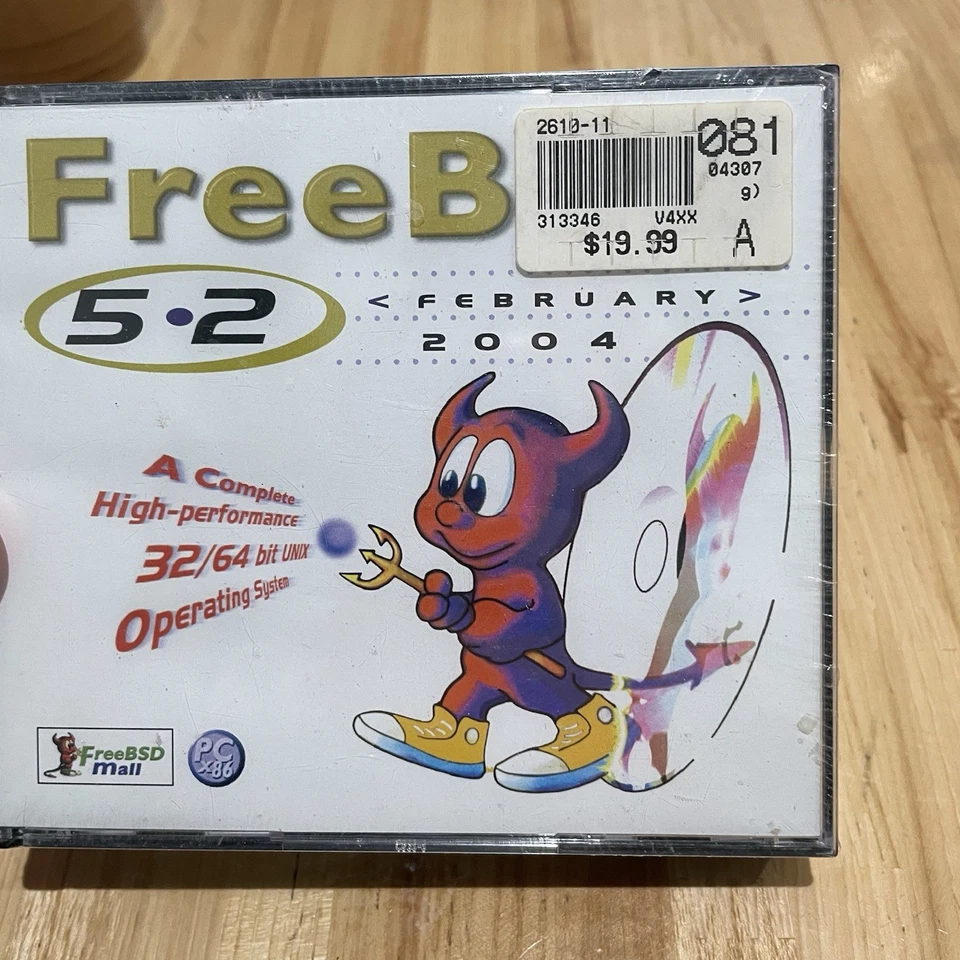 FreeB
2610-11
081
04307
g)
313346 V4XX
$19.99 A
5·2
< FEBRUARY >
2004
A Complete
High-performance
32/64 bit UNIX
Operating System
FreeBSD
mall
PC
x86